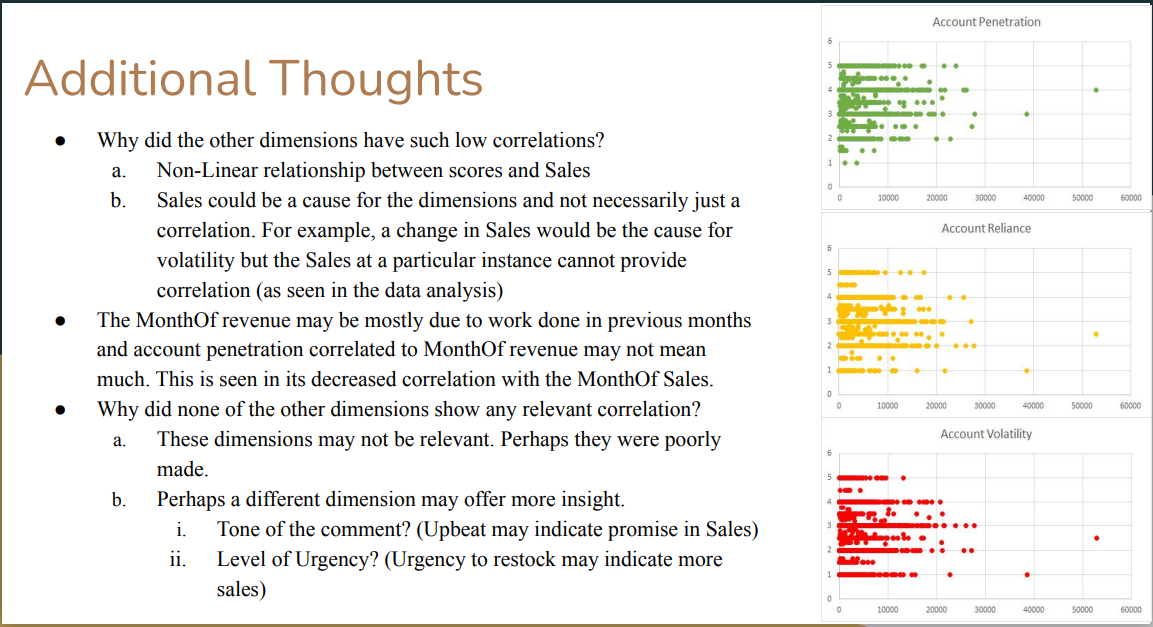 Additional Thoughts
● Why did the other dimensions have such low correlations?
a. Non-Linear relationship between scores and Sales
b. Sales could be a cause for the dimensions and not necessarily just a
correlation. For example, a change in Sales would be the cause for
volatility but the Sales at a particular instance cannot provide
correlation (as seen in the data analysis)
● The MonthOf revenue may be mostly due to work done in previous months
and account penetration correlated to MonthOf revenue may not mean
much. This is seen in its decreased correlation with the MonthOf Sales.
● Why did none of the other dimensions show any relevant correlation?
a. These dimensions may not be relevant. Perhaps they were poorly
made.
b. Perhaps a different dimension may offer more insight.
i. Tone of the comment? (Upbeat may indicate promise in Sales)
ii. Level of Urgency? (Urgency to restock may indicate more
sales)
Account Penetration
6
5
4
3
2
1
0
0 10000 20000 30000 40000 50000 60000
Account Reliance
6
5
4
3
2
1
0
0 10000 20000 30000 40000 50000 60000
Account Volatility
6
5
4
3
2
1
0
0 10000 20000 30000 40000 50000 60000